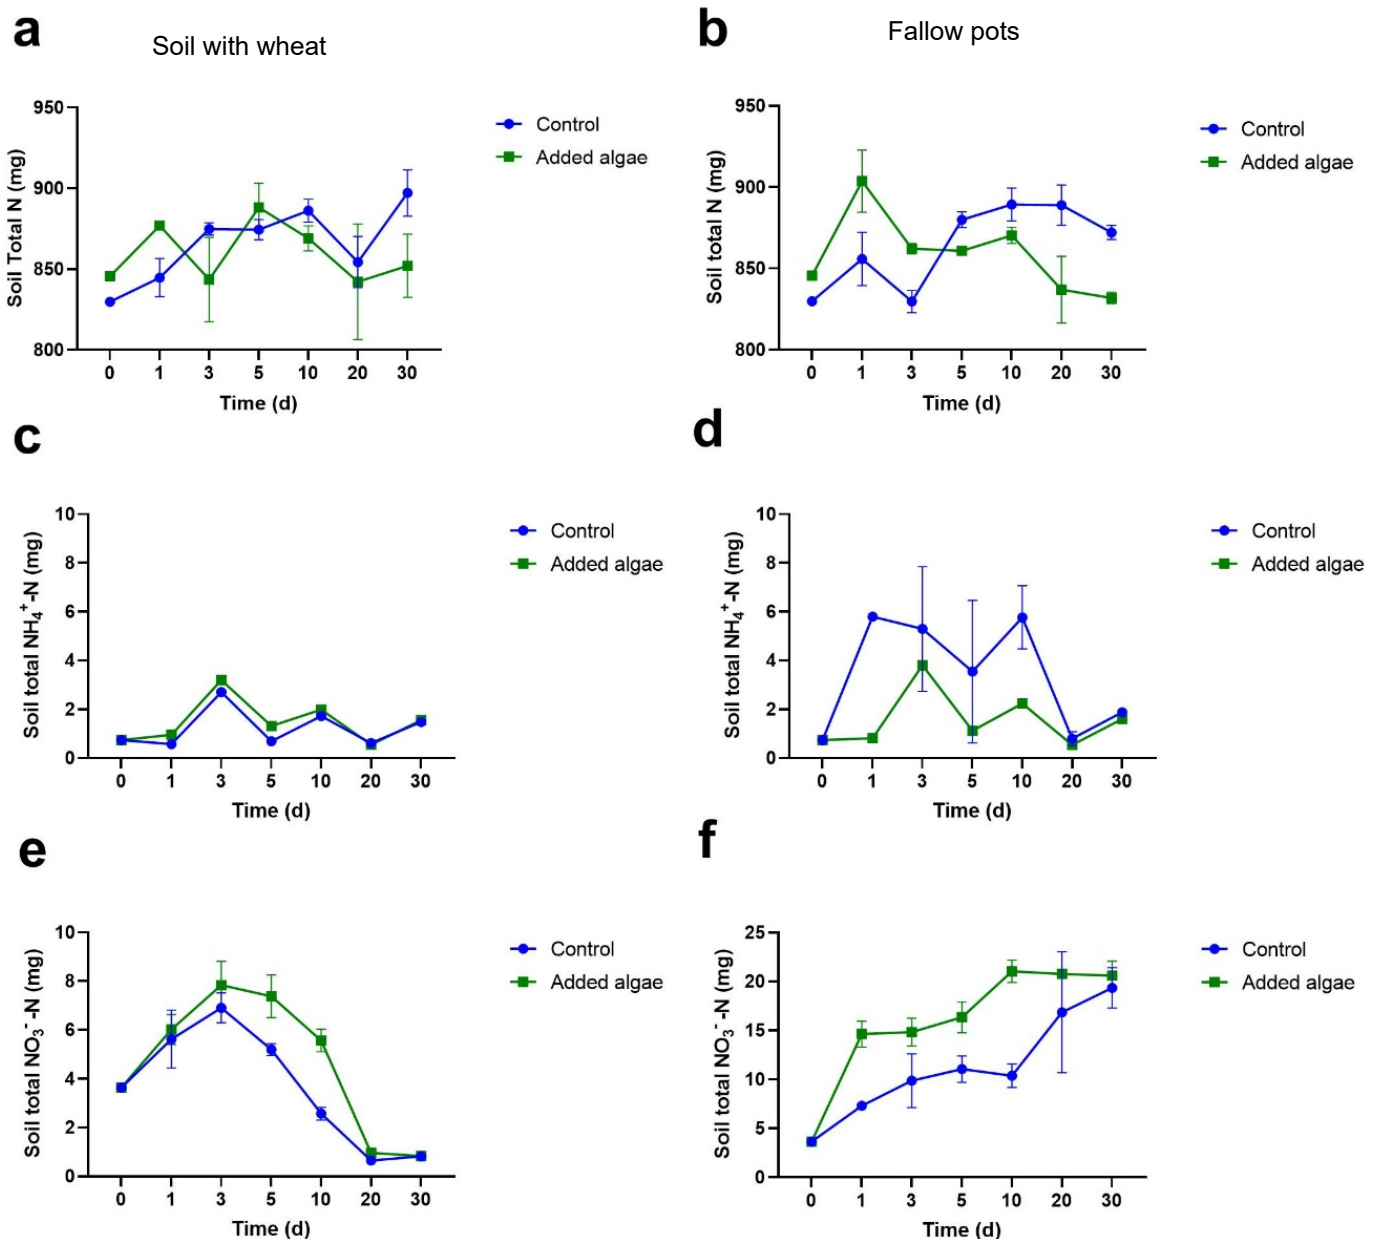 a
Soil with wheat
Soil Total N (mg)
950
900
850
800
0 1 3 5 10 20 30
Time (d)
Control
Added algae
b
Fallow pots
Soil total N (mg)
950
900
850
800
0 1 3 5 10 20 30
Time (d)
Control
Added algae
c
Soil total NH₄⁺-N (mg)
10
8
6
4
2
0
0 1 3 5 10 20 30
Time (d)
Control
Added algae
d
Soil total NH₄⁺-N (mg)
10
8
6
4
2
0
0 1 3 5 10 20 30
Time (d)
Control
Added algae
e
Soil total NO₃⁻-N (mg)
10
8
6
4
2
0
0 1 3 5 10 20 30
Time (d)
Control
Added algae
f
Soil total NO₃⁻-N (mg)
25
20
15
10
5
0
0 1 3 5 10 20 30
Time (d)
Control
Added algae